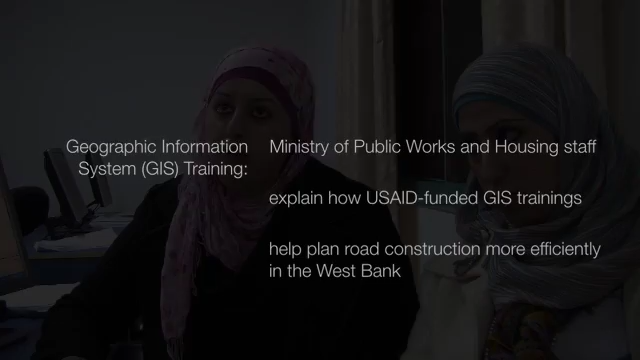 Geographic Information
System (GIS) Training:
Ministry of Public Works and Housing staff
explain how USAID-funded GIS trainings
help plan road construction more efficiently
in the West Bank